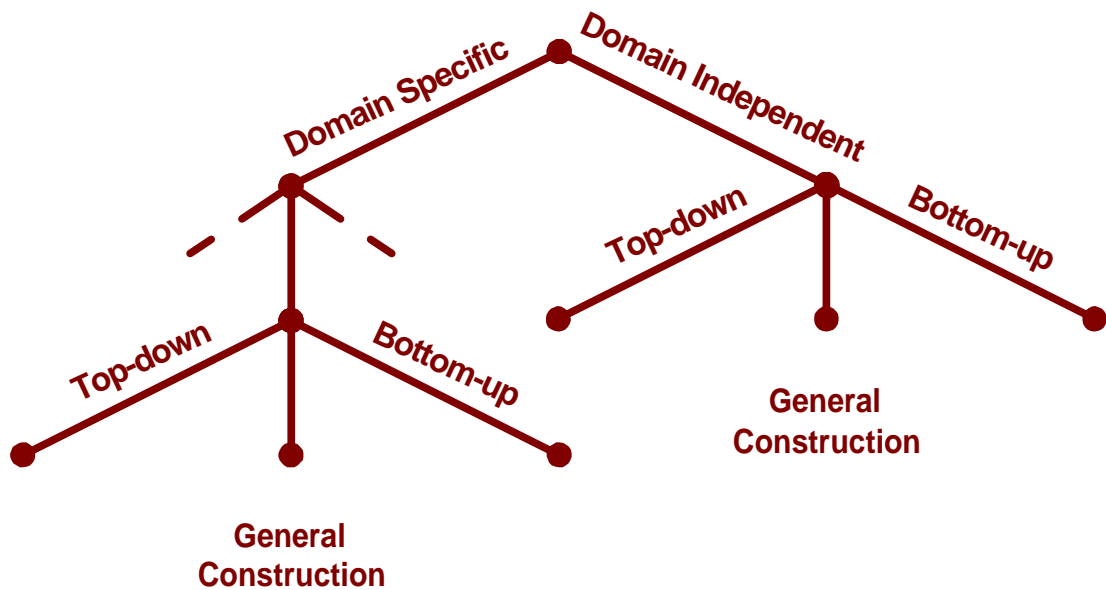 Domain Specific
Domain Independent
Top-down
Bottom-up
Top-down
Bottom-up
General
Construction
General
Construction